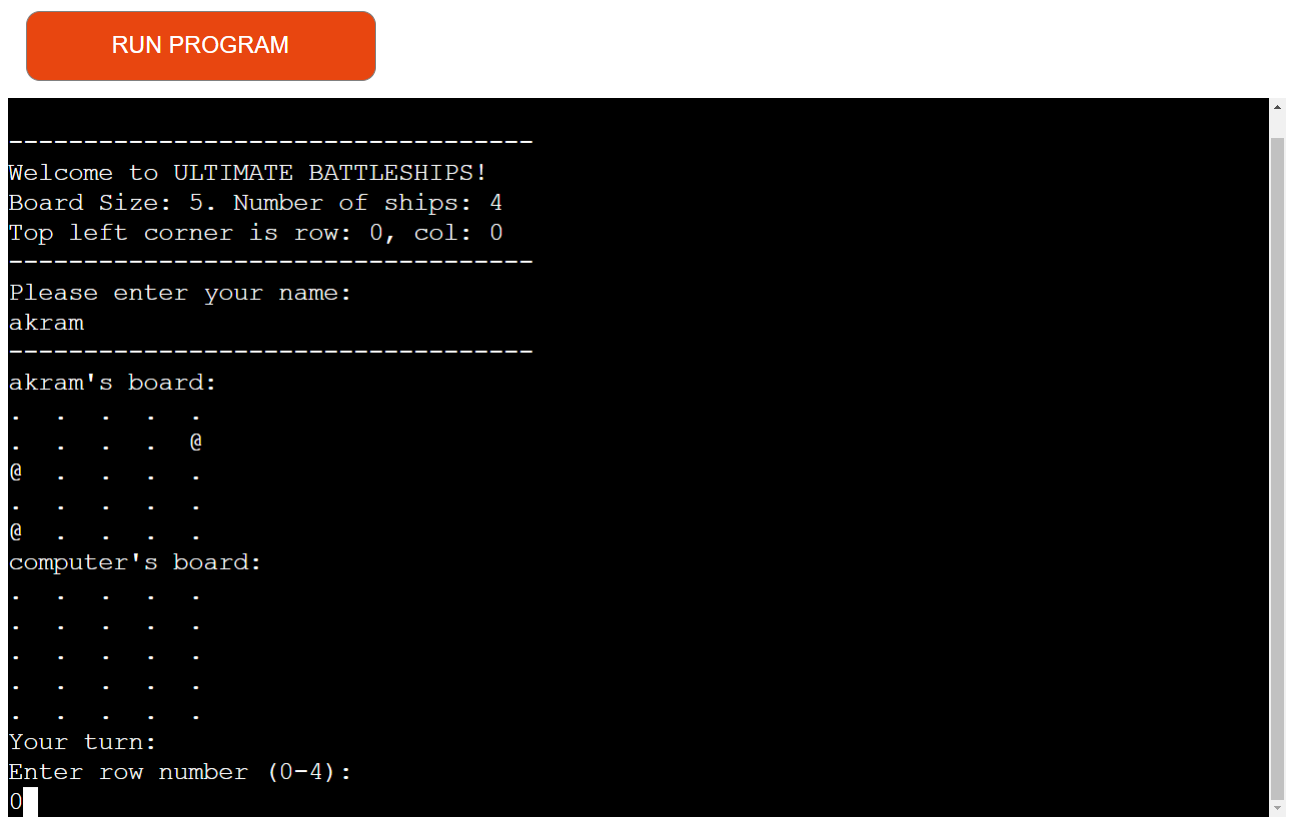 RUN PROGRAM
-----------------------------------
Welcome to ULTIMATE BATTLESHIPS!
Board Size: 5. Number of ships: 4
Top left corner is row: 0, col: 0
-----------------------------------
Please enter your name:
akram
-----------------------------------
akram's board:
.  .  .  .  .
.  .  .  .  @
@  .  .  .  .
.  .  .  .  .
@  .  .  .  .
computer's board:
.  .  .  .  .
.  .  .  .  .
.  .  .  .  .
.  .  .  .  .
.  .  .  .  .
Your turn:
Enter row number (0-4):
0